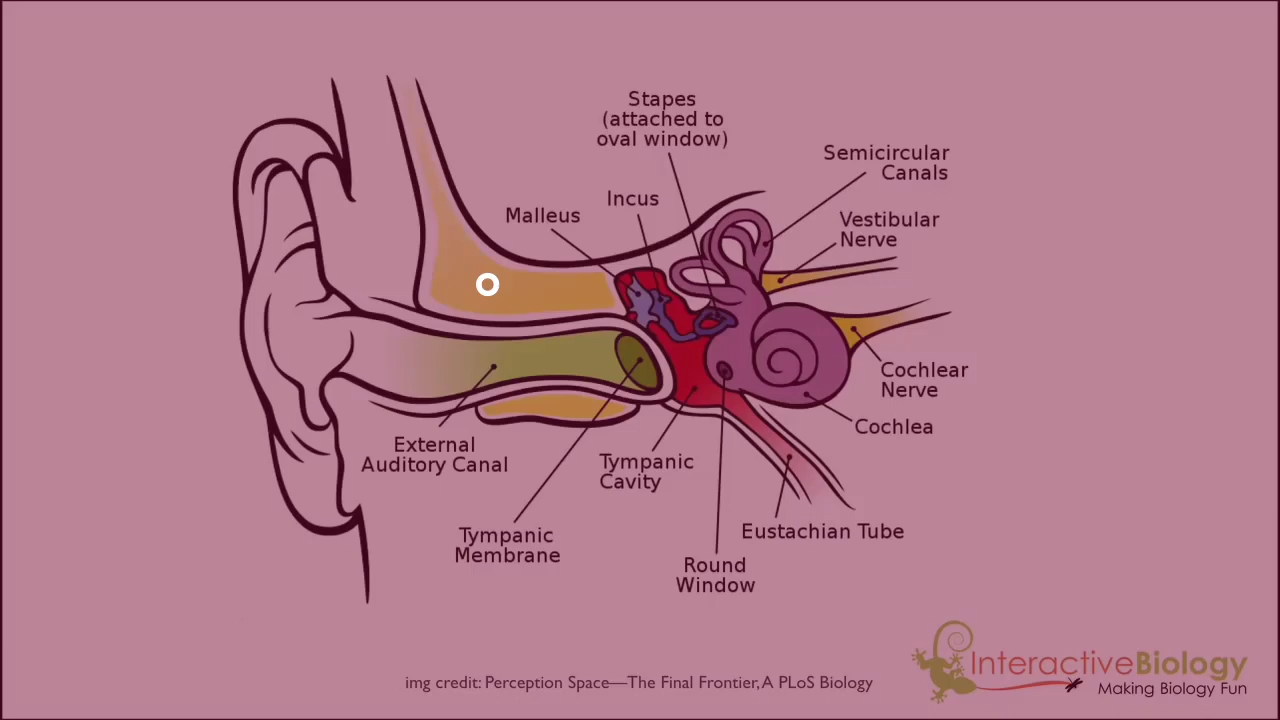 Stapes
(attached to
oval window)
Semicircular
Canals
Incus
Malleus
Vestibular
Nerve
Cochlear
Nerve
Cochlea
External
Auditory Canal
Tympanic
Cavity
Tympanic
Membrane
Eustachian Tube
Round
Window
InteractiveBiology
Making Biology Fun
img credit: Perception Space—The Final Frontier, A PLoS Biology